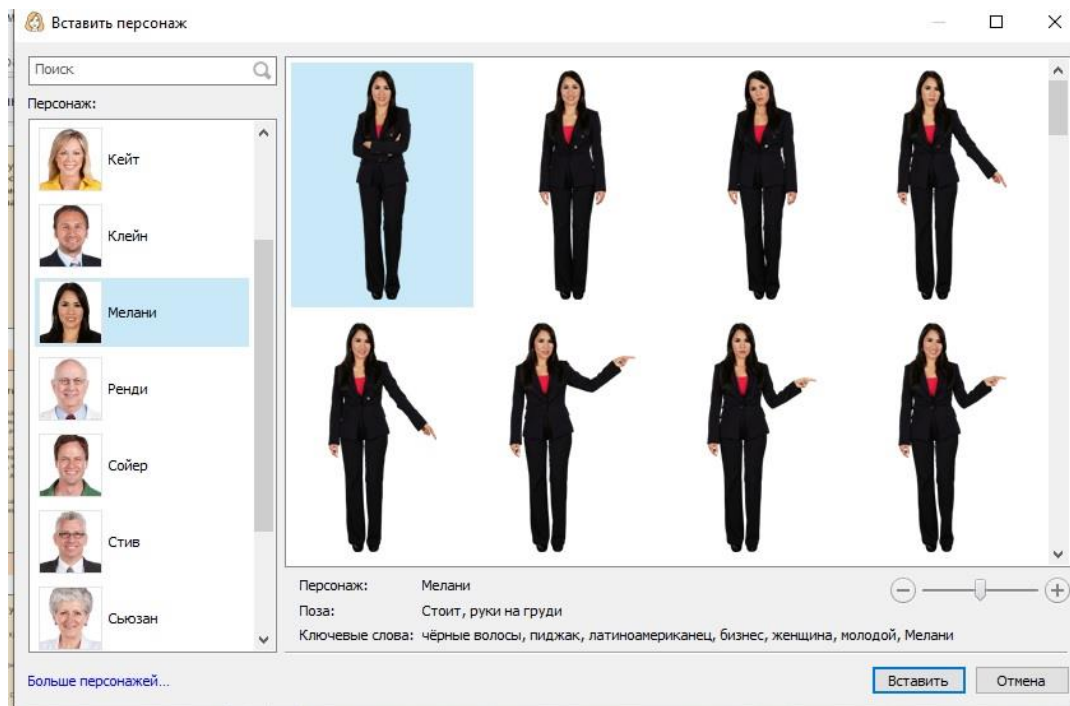 Вставить персонаж
Поиск
Персонаж:
Кейт
Клейн
Мелани
Ренди
Сойер
Стив
Сьюзан
Персонаж: Мелани
Поза: Стоит, руки на груди
Ключевые слова: чёрные волосы, пиджак, латиноамериканец, бизнес, женщина, молодой, Мелани
Больше персонажей...
Вставить
Отмена